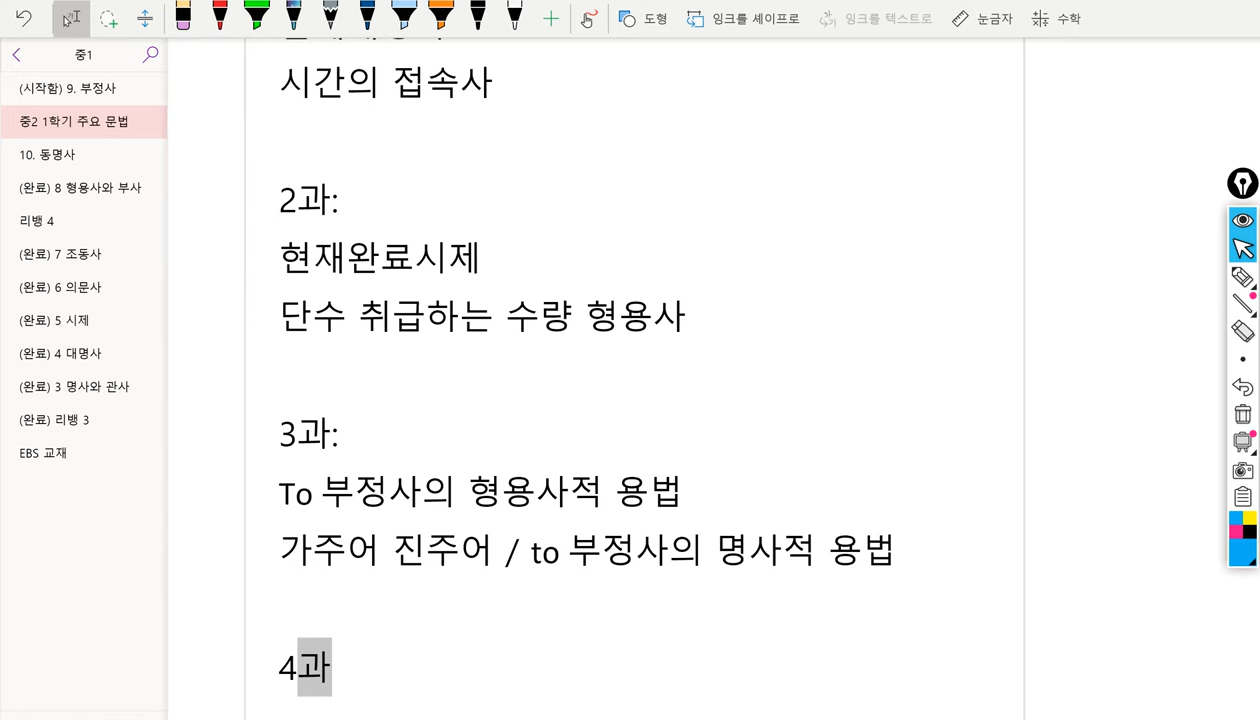 도형
잉크를 셰이프로
잉크를 텍스트로
눈금자
수학
중1
(시작함) 9. 부정사
중2 1학기 주요 문법
10. 동명사
(완료) 8 형용사와 부사
리뱅 4
(완료) 7 조동사
(완료) 6 의문사
(완료) 5 시제
(완료) 4 대명사
(완료) 3 명사와 관사
(완료) 리뱅 3
EBS 교재
시간의 접속사
2과:
현재완료시제
단수 취급하는 수량 형용사
3과:
To 부정사의 형용사적 용법
가주어 진주어 / to 부정사의 명사적 용법
4과